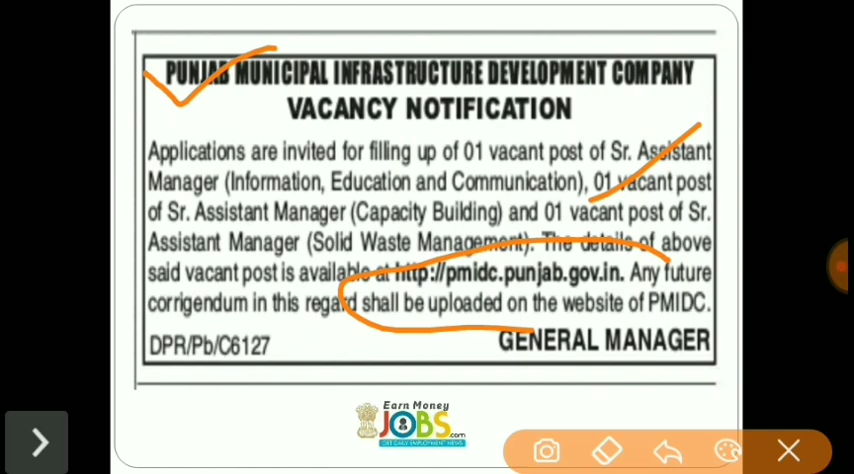 PUNJAB MUNICIPAL INFRASTRUCTURE DEVELOPMENT COMPANY
VACANCY NOTIFICATION
Applications are invited for filling up of 01 vacant post of Sr. Assistant
Manager (Information, Education and Communication), 01 vacant post
of Sr. Assistant Manager (Capacity Building) and 01 vacant post of Sr.
Assistant Manager (Solid Waste Management). The details of above
said vacant post is available at http://pmidc.punjab.gov.in. Any future
corrigendum in this regard shall be uploaded on the website of PMIDC.
DPR/Pb/C6127
GENERAL MANAGER
Earn Money
JOBS.com
GET DAILY EMPLOYMENT NEWS